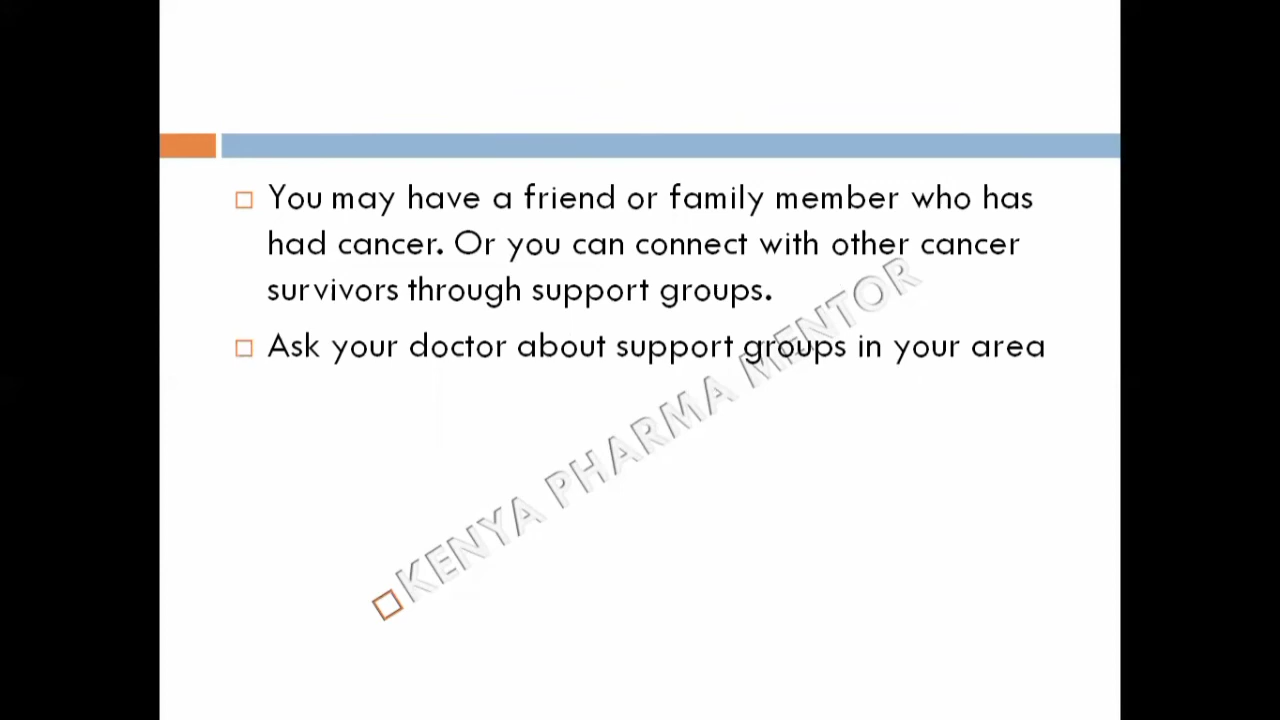 You may have a friend or family member who has
had cancer. Or you can connect with other cancer
survivors through support groups.
Ask your doctor about support groups in your area
KENYA PHARMA MENTOR